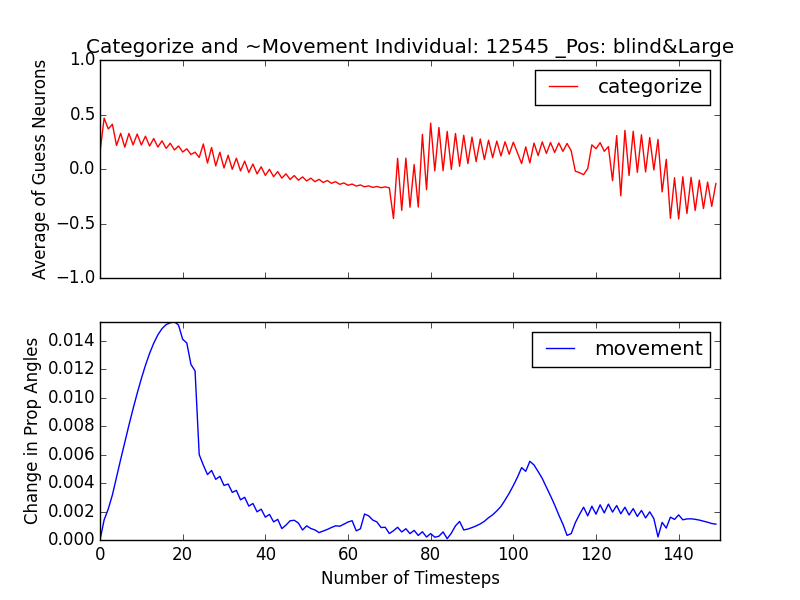 Categorize and ~Movement Individual: 12545 _Pos: blind&Large
1.0
0.5
0.0
−0.5
−1.0
Average of Guess Neurons
categorize
0.014
0.012
0.010
0.008
0.006
0.004
0.002
0.000
Change in Prop Angles
movement
0 20 40 60 80 100 120 140
Number of Timesteps